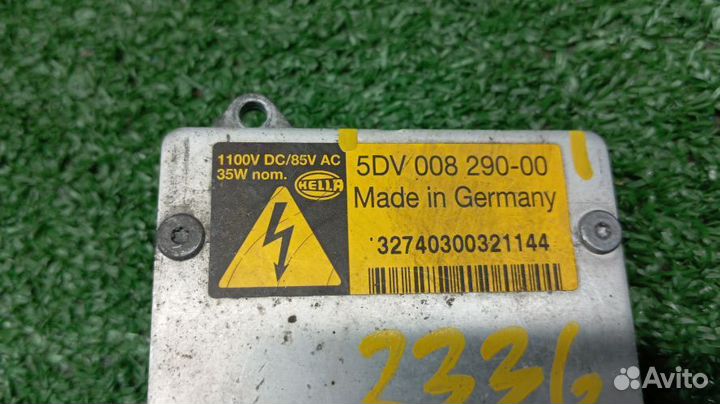 1100V DC/85V AC
35W nom.
HELLA
5DV 008 290-00
Made in Germany
32740300321144
2336
Avito